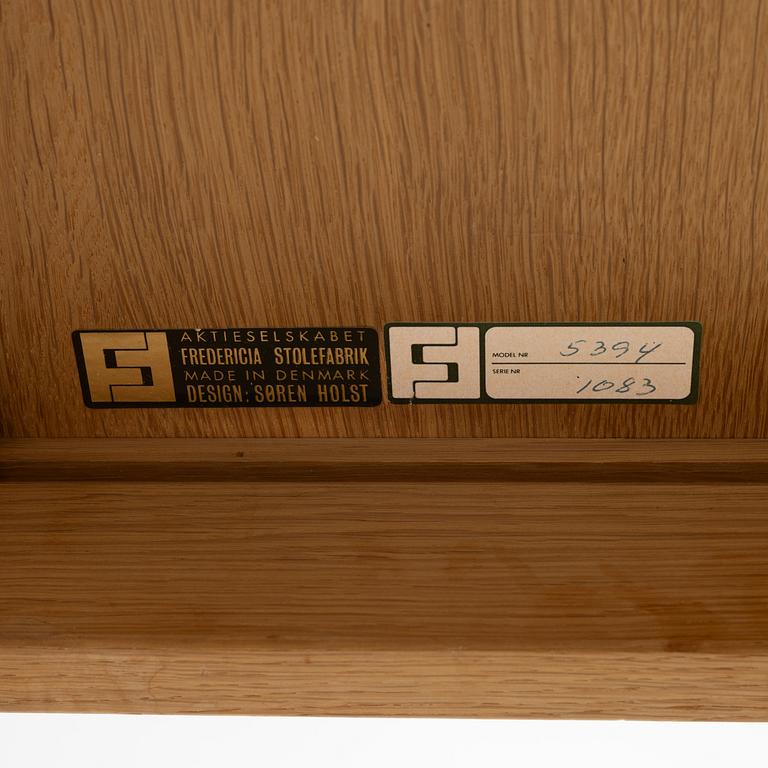 AKTIESELSKABET
FREDERICIA STOLEFABRIK
MADE IN DENMARK
DESIGN: SØREN HOLST
MODEL NR 5394
SERIE NR 1083